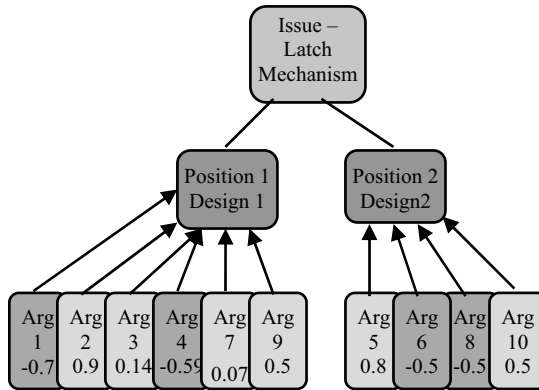 Issue –
Latch
Mechanism
Position 1
Design 1
Position 2
Design2
Arg
1
-0.7
Arg
2
0.9
Arg
3
0.14
Arg
4
-0.59
Arg
7
0.07
Arg
9
0.5
Arg
5
0.8
Arg
6
-0.5
Arg
8
-0.5
Arg
10
0.5